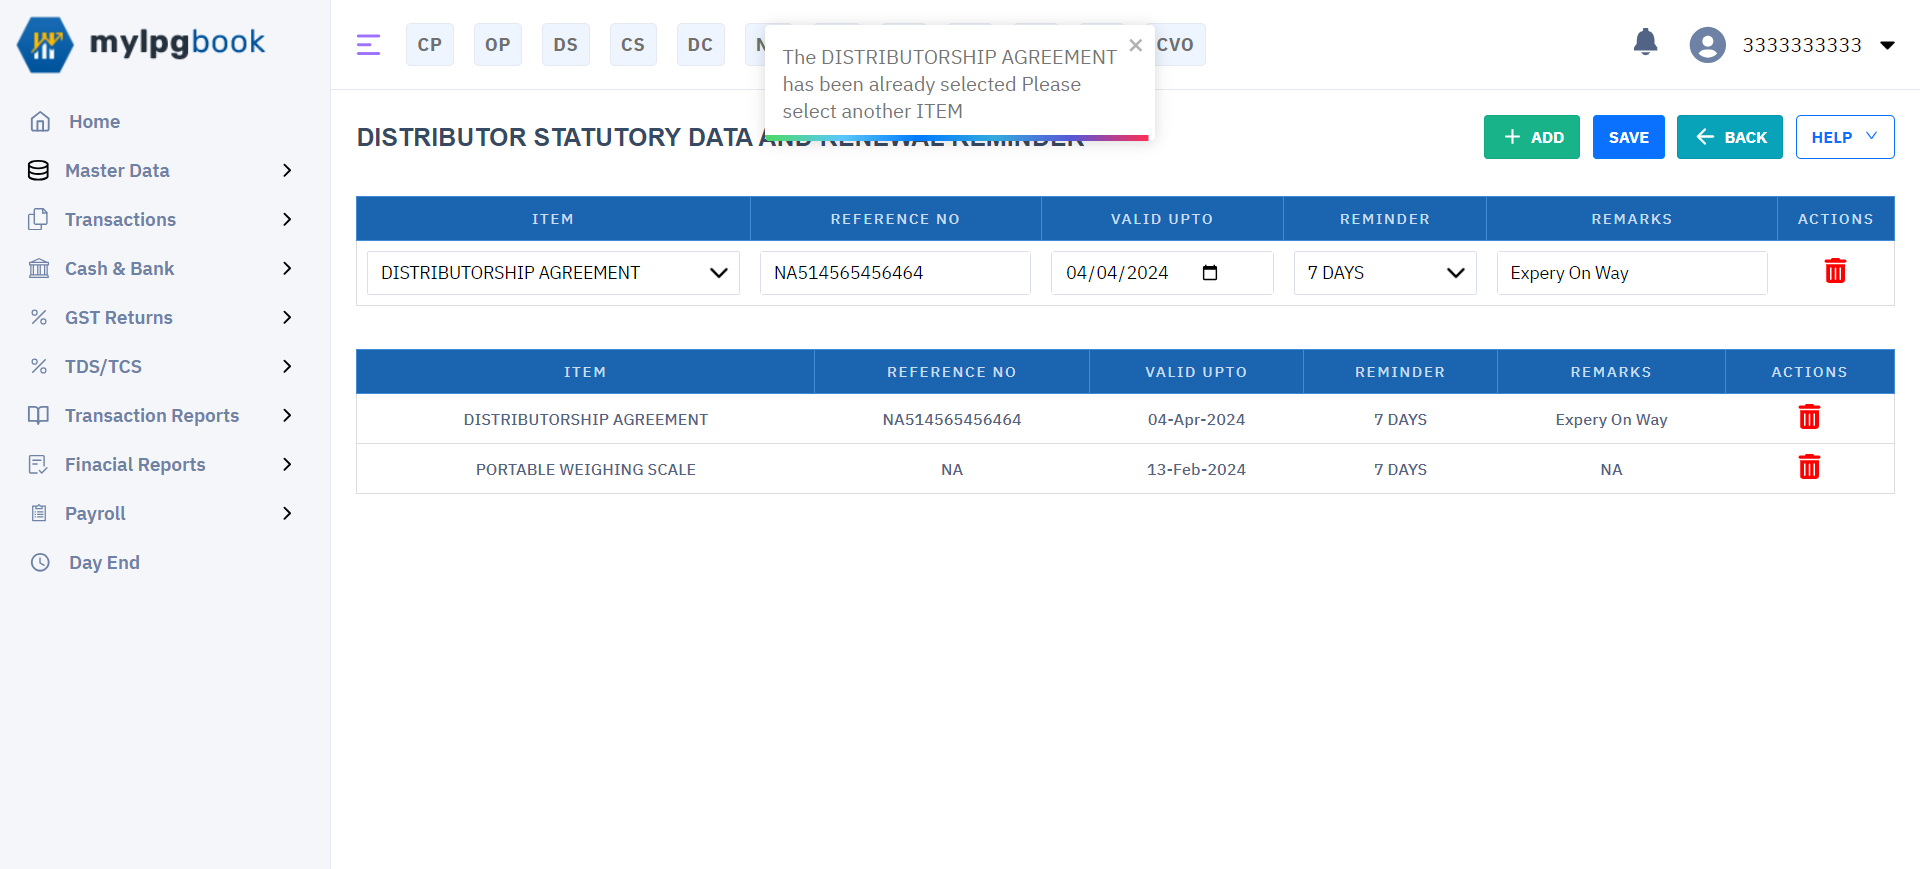 mylpgbook
CP OP DS CS DC CVO
3333333333
The DISTRIBUTORSHIP AGREEMENT
has been already selected Please
select another ITEM
Home
Master Data
Transactions
Cash & Bank
GST Returns
TDS/TCS
Transaction Reports
Finacial Reports
Payroll
Day End
DISTRIBUTOR STATUTORY DATA AND RENEWAL REMINDER
ADD SAVE BACK HELP
ITEM REFERENCE NO VALID UPTO REMINDER REMARKS ACTIONS
DISTRIBUTORSHIP AGREEMENT NA514565456464 04/04/2024 7 DAYS Expery On Way
ITEM REFERENCE NO VALID UPTO REMINDER REMARKS ACTIONS
DISTRIBUTORSHIP AGREEMENT NA514565456464 04-Apr-2024 7 DAYS Expery On Way
PORTABLE WEIGHING SCALE NA 13-Feb-2024 7 DAYS NA